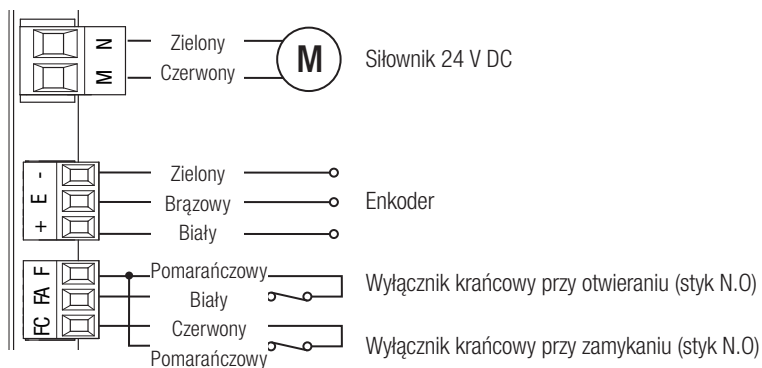 N Zielony
M Siłownik 24 V DC
M Czerwony
- Zielony
E Brązowy Enkoder
+ Biały
F Pomarańczowy
Wyłącznik krańcowy przy otwieraniu (styk N.O)
FA Biały
FC Czerwony
Wyłącznik krańcowy przy zamykaniu (styk N.O)
Pomarańczowy